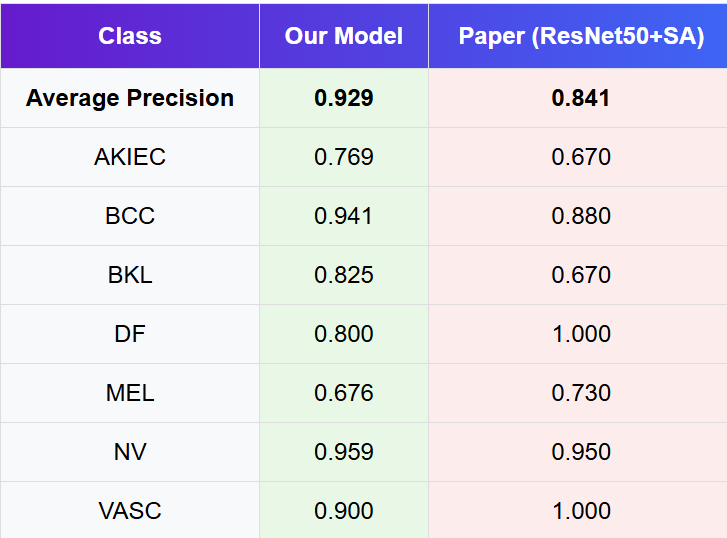 Class Our Model Paper (ResNet50+SA)
Average Precision 0.929 0.841
AKIEC 0.769 0.670
BCC 0.941 0.880
BKL 0.825 0.670
DF 0.800 1.000
MEL 0.676 0.730
NV 0.959 0.950
VASC 0.900 1.000